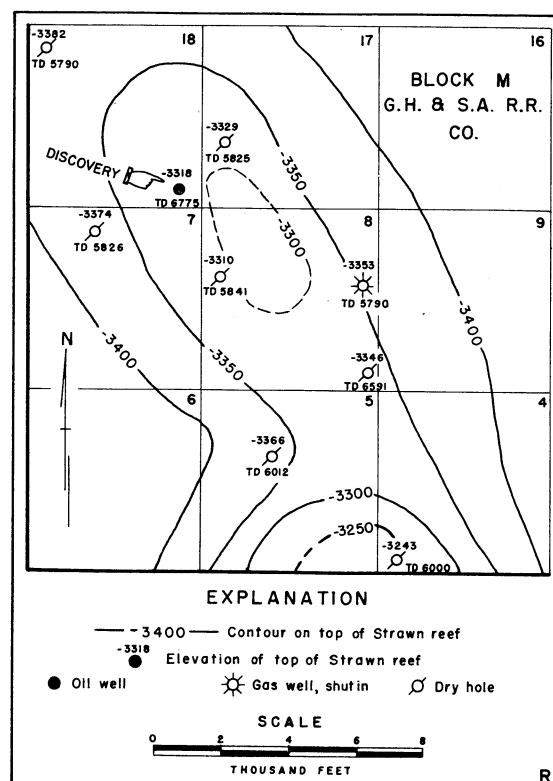 -3382
TD 5790
18
17
16
BLOCK M
G.H. & S.A. R.R.
CO.
-3329
TD 5825
-3350
DISCOVERY
-3318
TD 6775
-3374
TD 5826
7
8
9
-3300
-3310
TD 5841
-3353
TD 5790
-3400
-3400
N
-3350
-3346
TD 6591
6
5
4
-3366
TD 6012
-3300
-3250
-3243
TD 6000
EXPLANATION
-3400 Contour on top of Strawn reef
-3318 Elevation of top of Strawn reef
Oil well Gas well, shutin Dry hole
SCALE
0 2 4 6 8
THOUSAND FEET
R